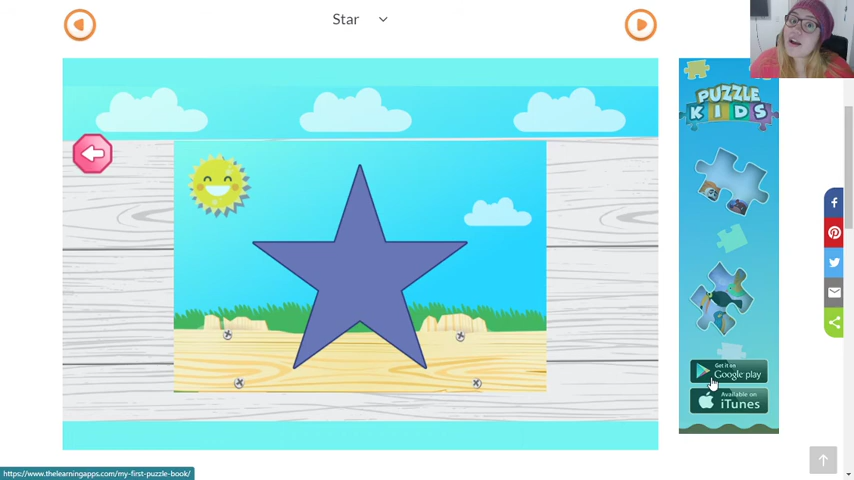 Star
PUZZLE
KIDS
Get it on
Google play
Available on
iTunes
https://www.thelearningapps.com/my-first-puzzle-book/